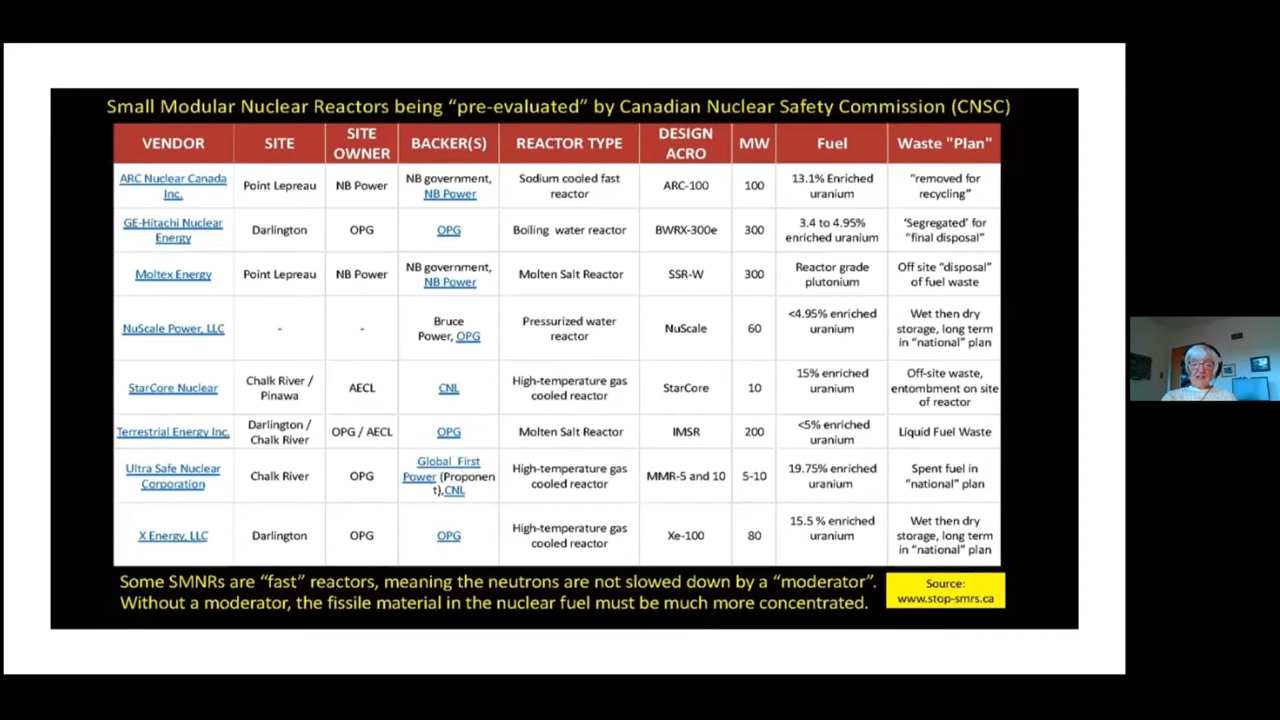 Small Modular Nuclear Reactors being “pre-evaluated” by Canadian Nuclear Safety Commission (CNSC)
VENDOR SITE SITE OWNER BACKER(S) REACTOR TYPE DESIGN ACRO MW Fuel Waste "Plan"
ARC Nuclear Canada Inc. Point Lepreau NB Power NB government, NB Power Sodium cooled fast reactor ARC-100 100 13.1% Enriched uranium “removed for recycling”
GE-Hitachi Nuclear Energy Darlington OPG OPG Boiling water reactor BWRX-300e 300 3.4 to 4.95% enriched uranium ‘Segregated’ for “final disposal”
Moltex Energy Point Lepreau NB Power NB government, NB Power Molten Salt Reactor SSR-W 300 Reactor grade plutonium Off site “disposal” of fuel waste
NuScale Power, LLC - - Bruce Power, OPG Pressurized water reactor NuScale 60 <4.95% enriched uranium Wet then dry storage, long term in “national” plan
StarCore Nuclear Chalk River / Pinawa AECL CNL High-temperature gas cooled reactor StarCore 10 15% enriched uranium Off-site waste, entombment on site of reactor
Terrestrial Energy Inc. Darlington / Chalk River OPG / AECL OPG Molten Salt Reactor IMSR 200 <5% enriched uranium Liquid Fuel Waste
Ultra Safe Nuclear Corporation Chalk River OPG Global First Power (Proponen t),CNL High-temperature gas cooled reactor MMR-5 and 10 5-10 19.75% enriched uranium Spent fuel in “national” plan
X Energy, LLC Darlington OPG OPG High-temperature gas cooled reactor Xe-100 80 15.5 % enriched uranium Wet then dry storage, long term in “national” plan
Some SMNRs are “fast” reactors, meaning the neutrons are not slowed down by a “moderator”.
Without a moderator, the fissile material in the nuclear fuel must be much more concentrated.
Source:
www.stop-smrs.ca